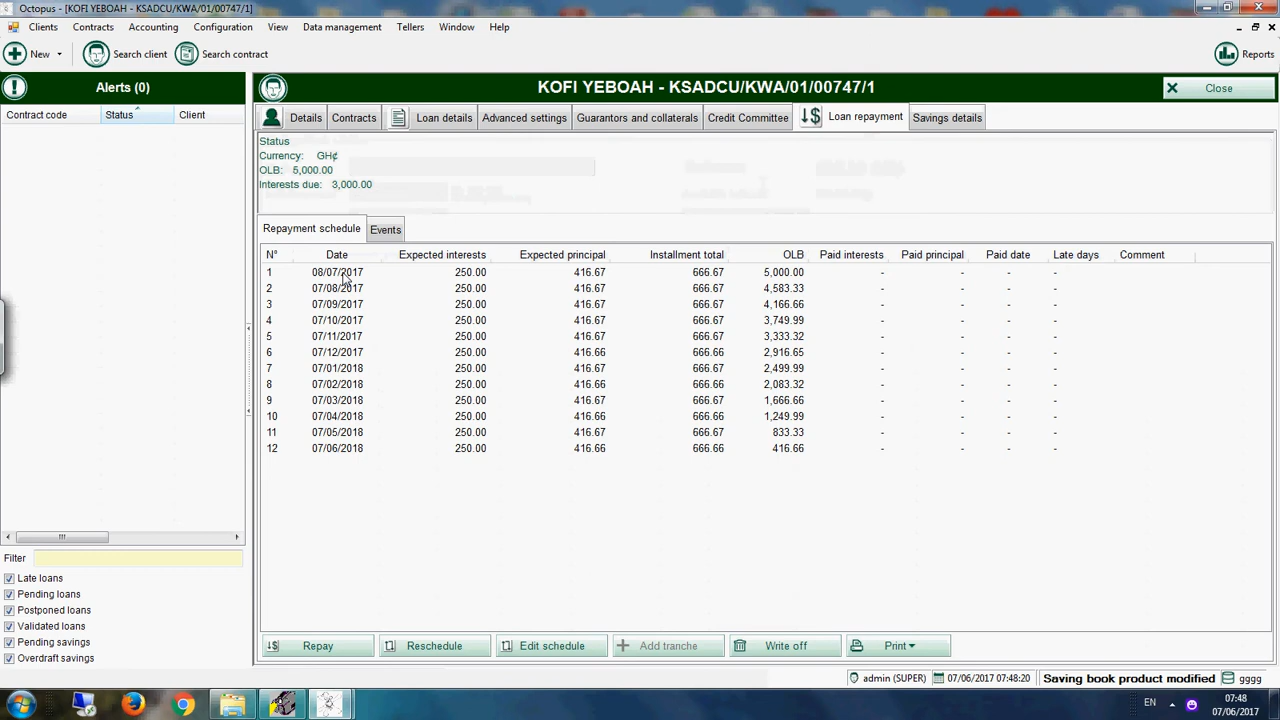 Octopus - [KOFI YEBOAH - KSADCU/KWA/01/00747/1]
Clients Contracts Accounting Configuration View Data management Tellers Window Help
New Search client Search contract Reports
Alerts (0)
Contract code Status Client
Filter
Late loans
Pending loans
Postponed loans
Validated loans
Pending savings
Overdraft savings
KOFI YEBOAH - KSADCU/KWA/01/00747/1
Close
Details Contracts Loan details Advanced settings Guarantors and collaterals Credit Committee Loan repayment Savings details
Status
Currency: GH¢
OLB: 5,000.00
Interests due: 3,000.00
Repayment schedule Events
N° Date Expected interests Expected principal Installment total OLB Paid interests Paid principal Paid date Late days Comment
1 08/07/2017 250.00 416.67 666.67 5,000.00 - - - -
2 07/08/2017 250.00 416.67 666.67 4,583.33 - - - -
3 07/09/2017 250.00 416.67 666.67 4,166.66 - - - -
4 07/10/2017 250.00 416.67 666.67 3,749.99 - - - -
5 07/11/2017 250.00 416.67 666.67 3,333.32 - - - -
6 07/12/2017 250.00 416.66 666.66 2,916.65 - - - -
7 07/01/2018 250.00 416.67 666.67 2,499.99 - - - -
8 07/02/2018 250.00 416.66 666.66 2,083.32 - - - -
9 07/03/2018 250.00 416.67 666.67 1,666.66 - - - -
10 07/04/2018 250.00 416.66 666.66 1,249.99 - - - -
11 07/05/2018 250.00 416.67 666.67 833.33 - - - -
12 07/06/2018 250.00 416.66 666.66 416.66 - - - -
Repay Reschedule Edit schedule Add tranche Write off Print
admin (SUPER) 07/06/2017 07:48:20 Saving book product modified gggg
EN 07:48
07/06/2017